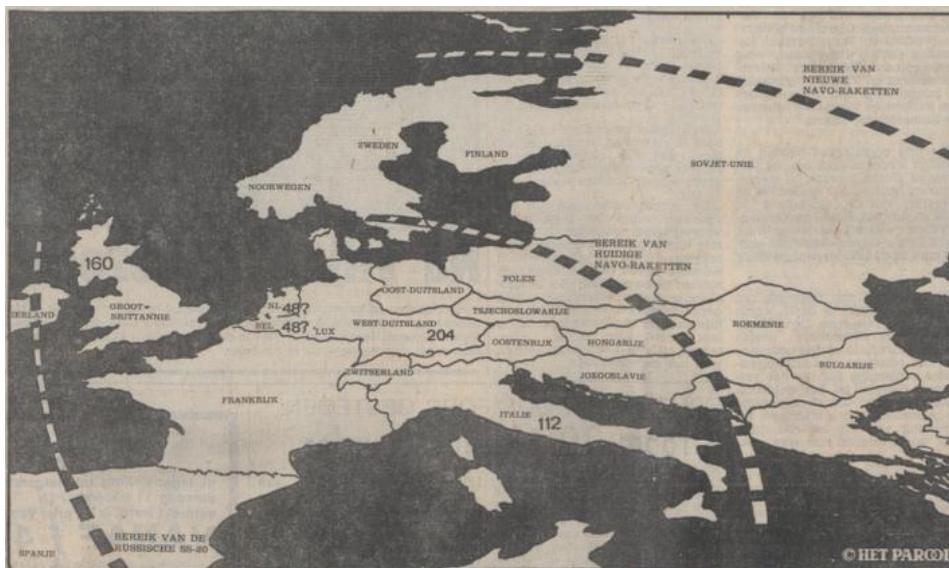 BEREIK VAN
NIEUWE
NAVO-RAKETTEN
ZWEDEN
FINLAND
SOVJET-UNIE
NOORWEGEN
BEREIK VAN
HUIDIGE
NAVO-RAKETTEN
160
POLEN
IERLAND
GROOT-
BRITTANNIE
NL 48?
OOST-DUITSLAND
BEL 48? LUX
WEST-DUITSLAND
204
TSJECHOSLOWAKIJE
ROEMENIE
OOSTENRIJK
HONGARIJE
ZWITSERLAND
JOEGOSLAVIE
BULGARIJE
FRANKRIJK
ITALIE
112
BEREIK VAN DE
RUSSISCHE SS-20
SPANJE
© HET PAROOL